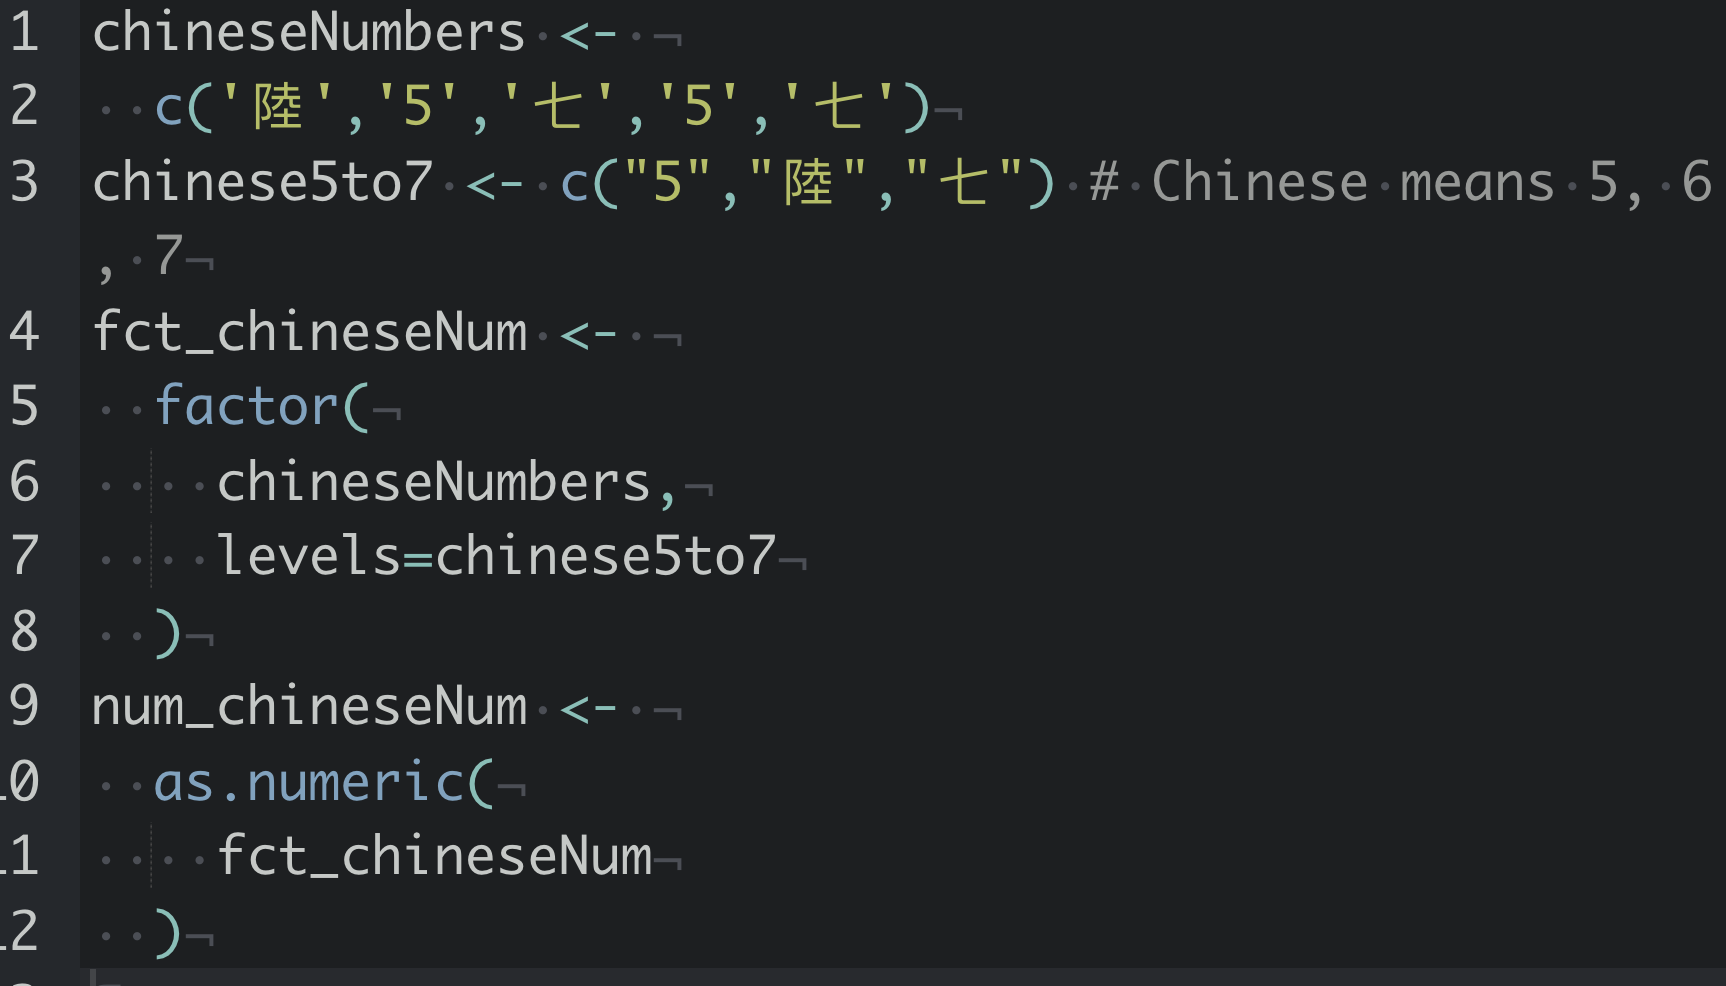 1 chineseNumbers <-
2 c('陸','5','七','5','七')
3 chinese5to7 <- c("5","陸","七") # Chinese means 5, 6
, 7
4 fct_chineseNum <-
5 factor(
6 chineseNumbers,
7 levels=chinese5to7
8 )
9 num_chineseNum <-
10 as.numeric(
11 fct_chineseNum
12 )